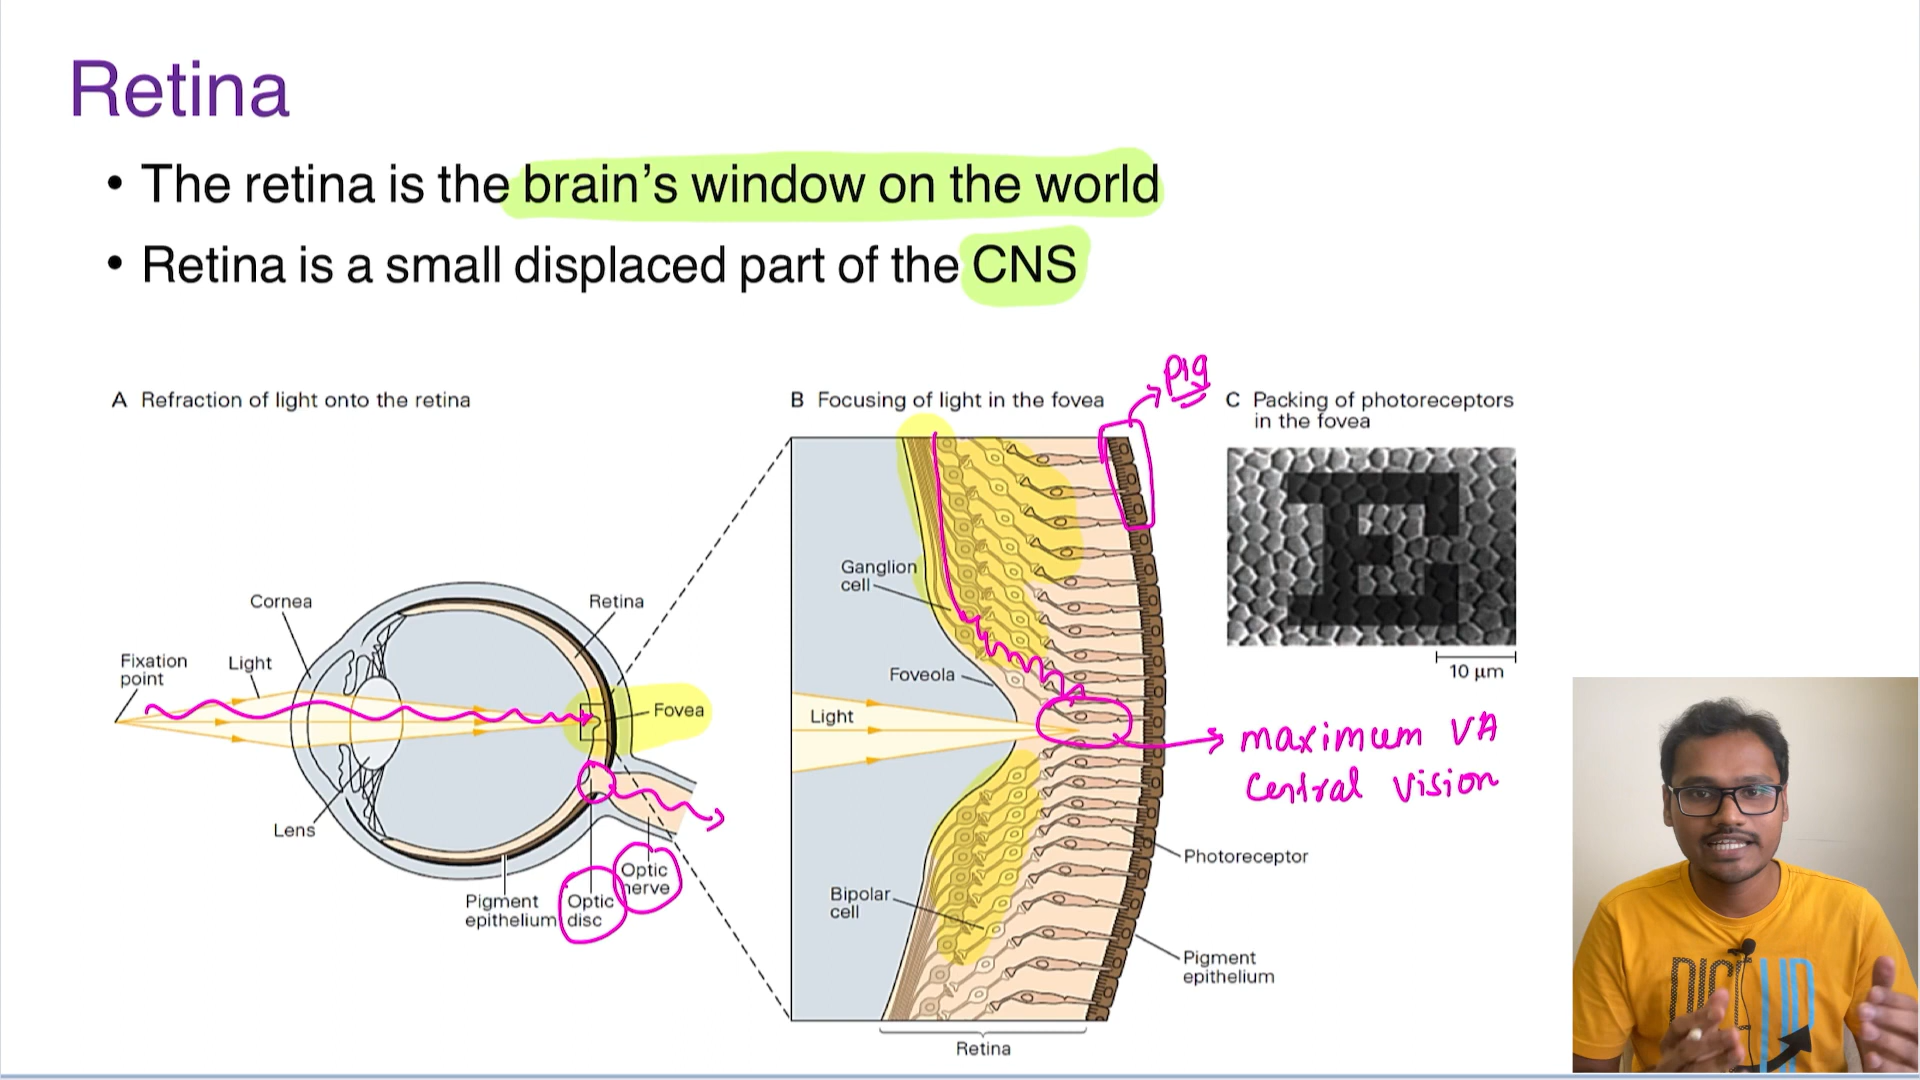 Retina
• The retina is the brain's window on the world
• Retina is a small displaced part of the CNS
A Refraction of light onto the retina
Cornea
Retina
Fixation
point
Light
Fovea
Lens
Optic
nerve
Pigment
epithelium
Optic
disc
B Focusing of light in the fovea
Pig
Ganglion
cell
Foveola
Light
maximum VA
Central vision
Photoreceptor
Bipolar
cell
Pigment
epithelium
Retina
C Packing of photoreceptors
in the fovea
E
10 µm
UP